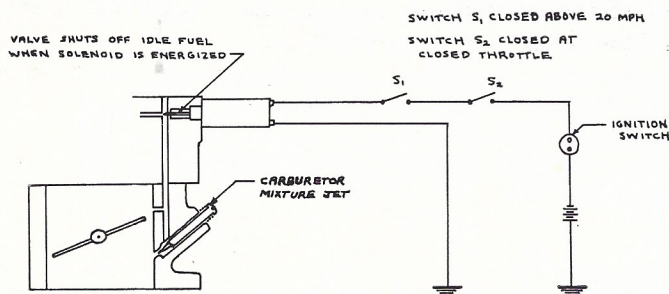 SWITCH S1 CLOSED ABOVE 20 MPH
SWITCH S2 CLOSED AT
CLOSED THROTTLE
VALVE SHUTS OFF IDLE FUEL
WHEN SOLENOID IS ENERGIZED
S1
S2
IGNITION
SWITCH
CARBURETOR
MIXTURE JET